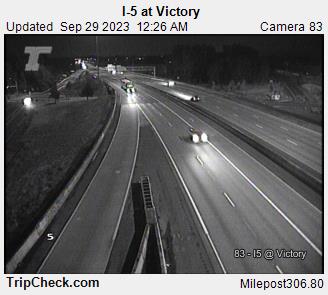 I-5 at Victory
Updated Sep 29 2023 12:26 AM Camera 83
T
S
83 - I5 @ Victory
TripCheck.com Milepost306.80